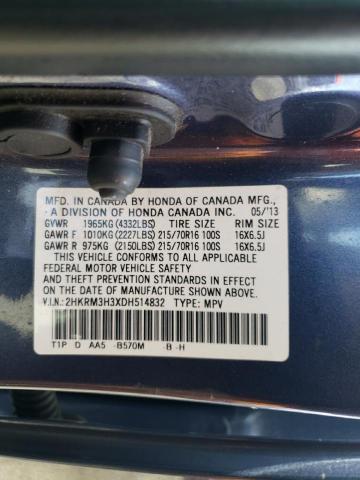 MFD. IN CANADA BY HONDA OF CANADA MFG.,
A DIVISION OF HONDA CANADA INC. 05/'13
GVWR 1965KG(4332LBS) TIRE SIZE RIM SIZE
GAWR F 1010KG(2227LBS) 215/70R16 100S 16X6.5J
GAWR R 975KG(2150LBS) 215/70R16 100S 16X6.5J
THIS VEHICLE CONFORMS TO ALL APPLICABLE
FEDERAL MOTOR VEHICLE SAFETY, BUMPER,
AND THEFT PREVENTION STANDARDS IN EFFECT
ON THE DATE OF MANUFACTURE SHOWN ABOVE.
V.I.N.: 2HKRM3H3XDH514832 TYPE: MPV
T1P D AA5 -B570M -B -H